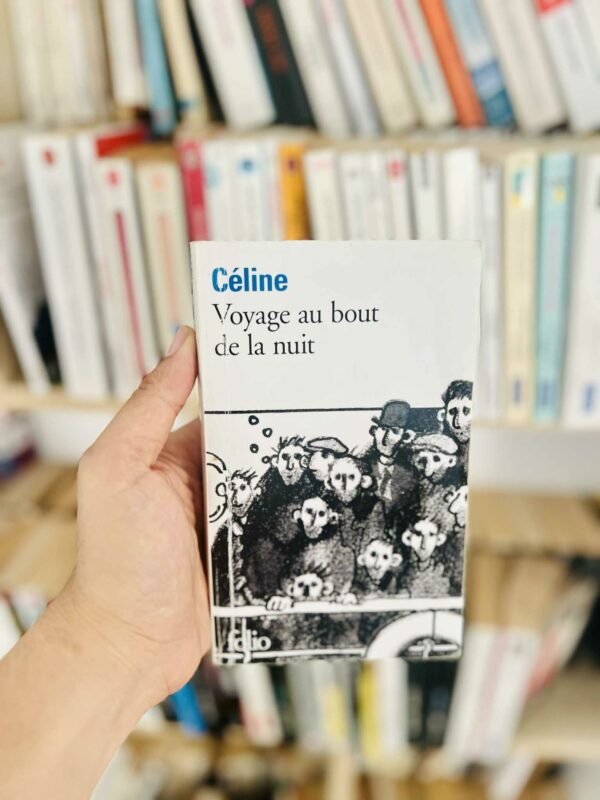 Céline
Voyage au bout
de la nuit
folio